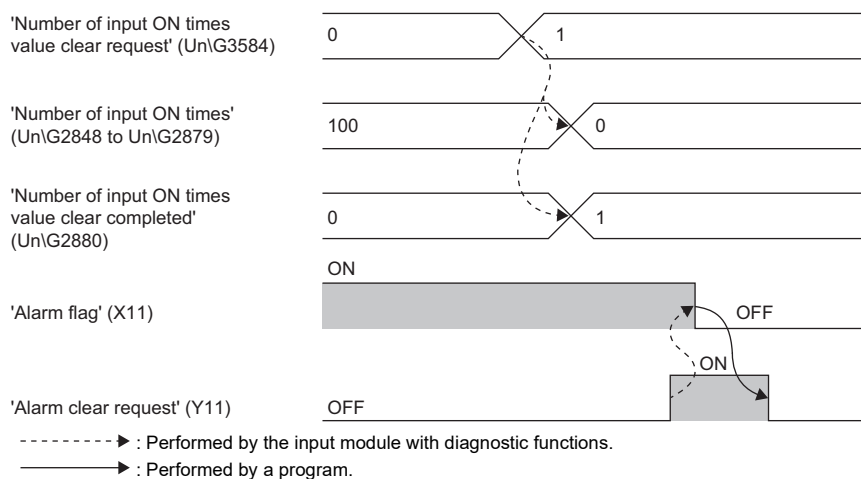 'Number of input ON times
value clear request' (Un\G3584)
0
1
'Number of input ON times'
(Un\G2848 to Un\G2879)
100
0
'Number of input ON times
value clear completed'
(Un\G2880)
0
1
ON
'Alarm flag' (X11)
OFF
ON
'Alarm clear request' (Y11)
OFF
: Performed by the input module with diagnostic functions.
: Performed by a program.